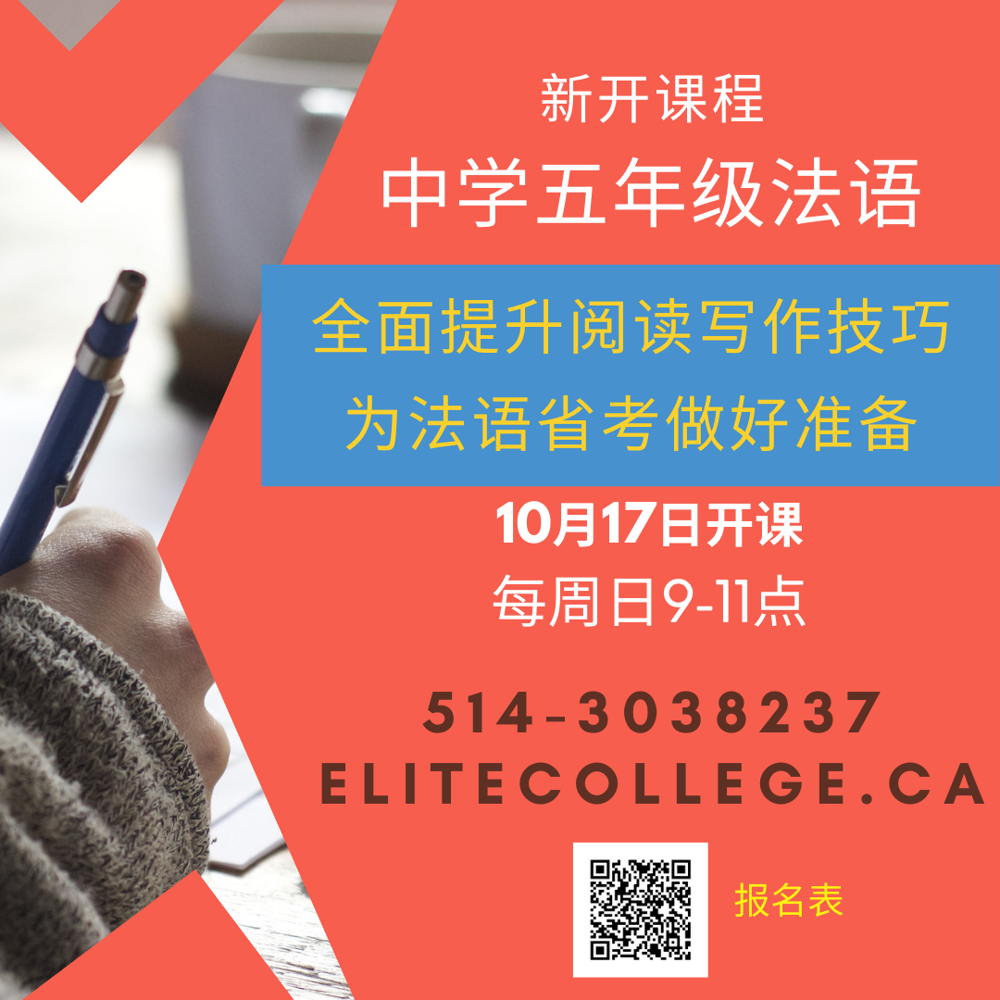 新开课程
中学五年级法语
全面提升阅读写作技巧
为法语省考做好准备
10月17日开课
每周日9-11点
514-3038237
ELITECOLLEGE.CA
报名表